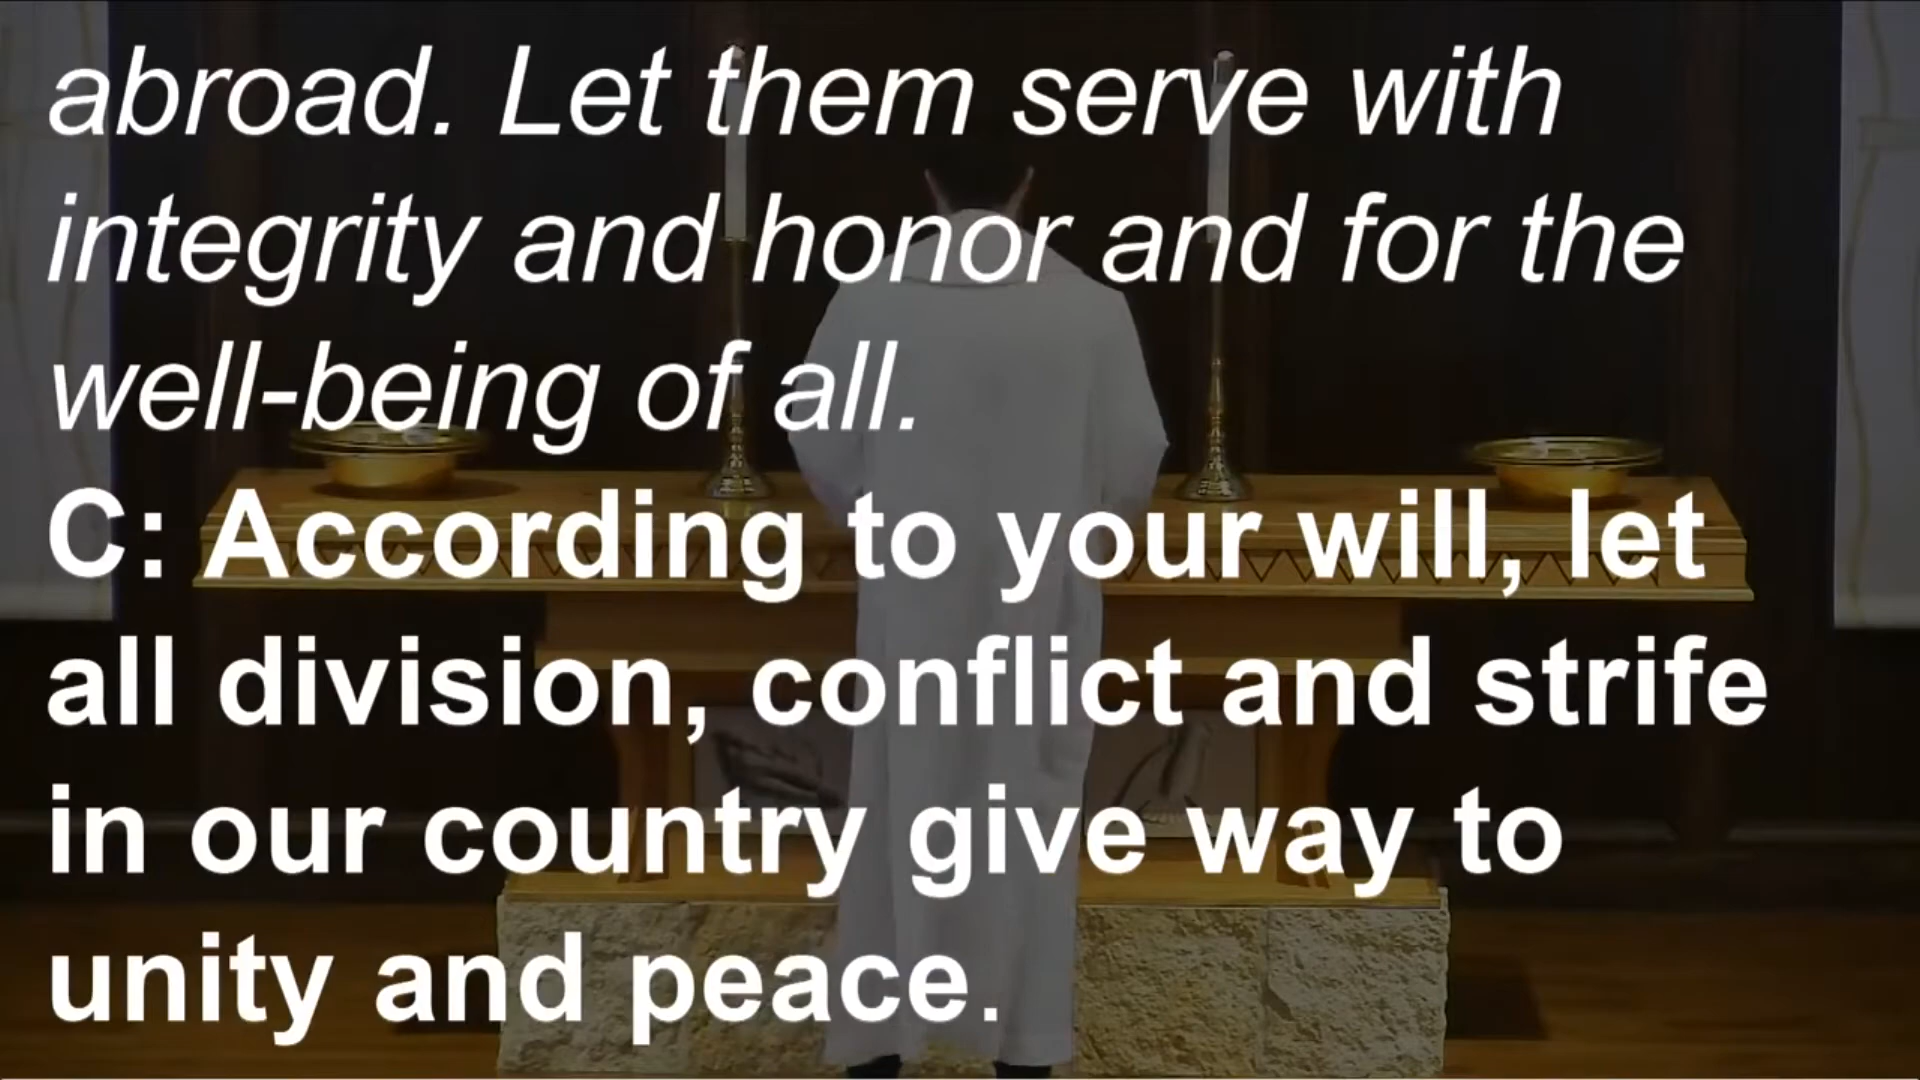 abroad. Let them serve with
integrity and honor and for the
well-being of all.
C: According to your will, let
all division, conflict and strife
in our country give way to
unity and peace.